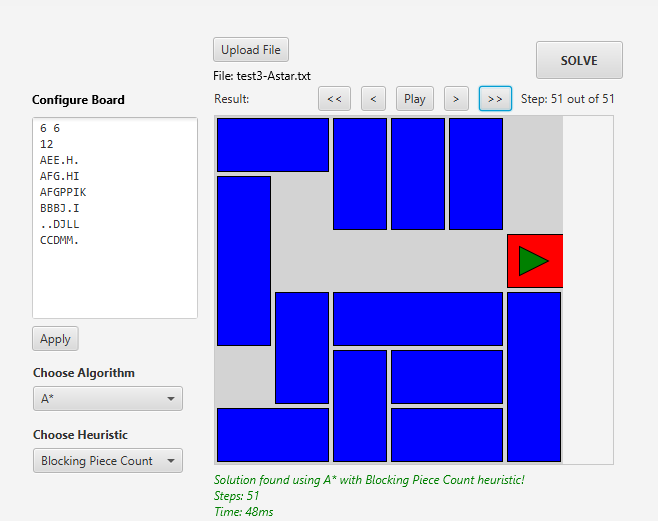 Upload File
SOLVE
File: test3-Astar.txt
Configure Board
Result:
<<
<
Play
>
>>
Step: 51 out of 51
6 6
12
AEE.H.
AFG.HI
AFGPPIK
BBBJ.I
..DJLL
CCDMM.
Apply
Choose Algorithm
A*
Choose Heuristic
Blocking Piece Count
Solution found using A* with Blocking Piece Count heuristic!
Steps: 51
Time: 48ms